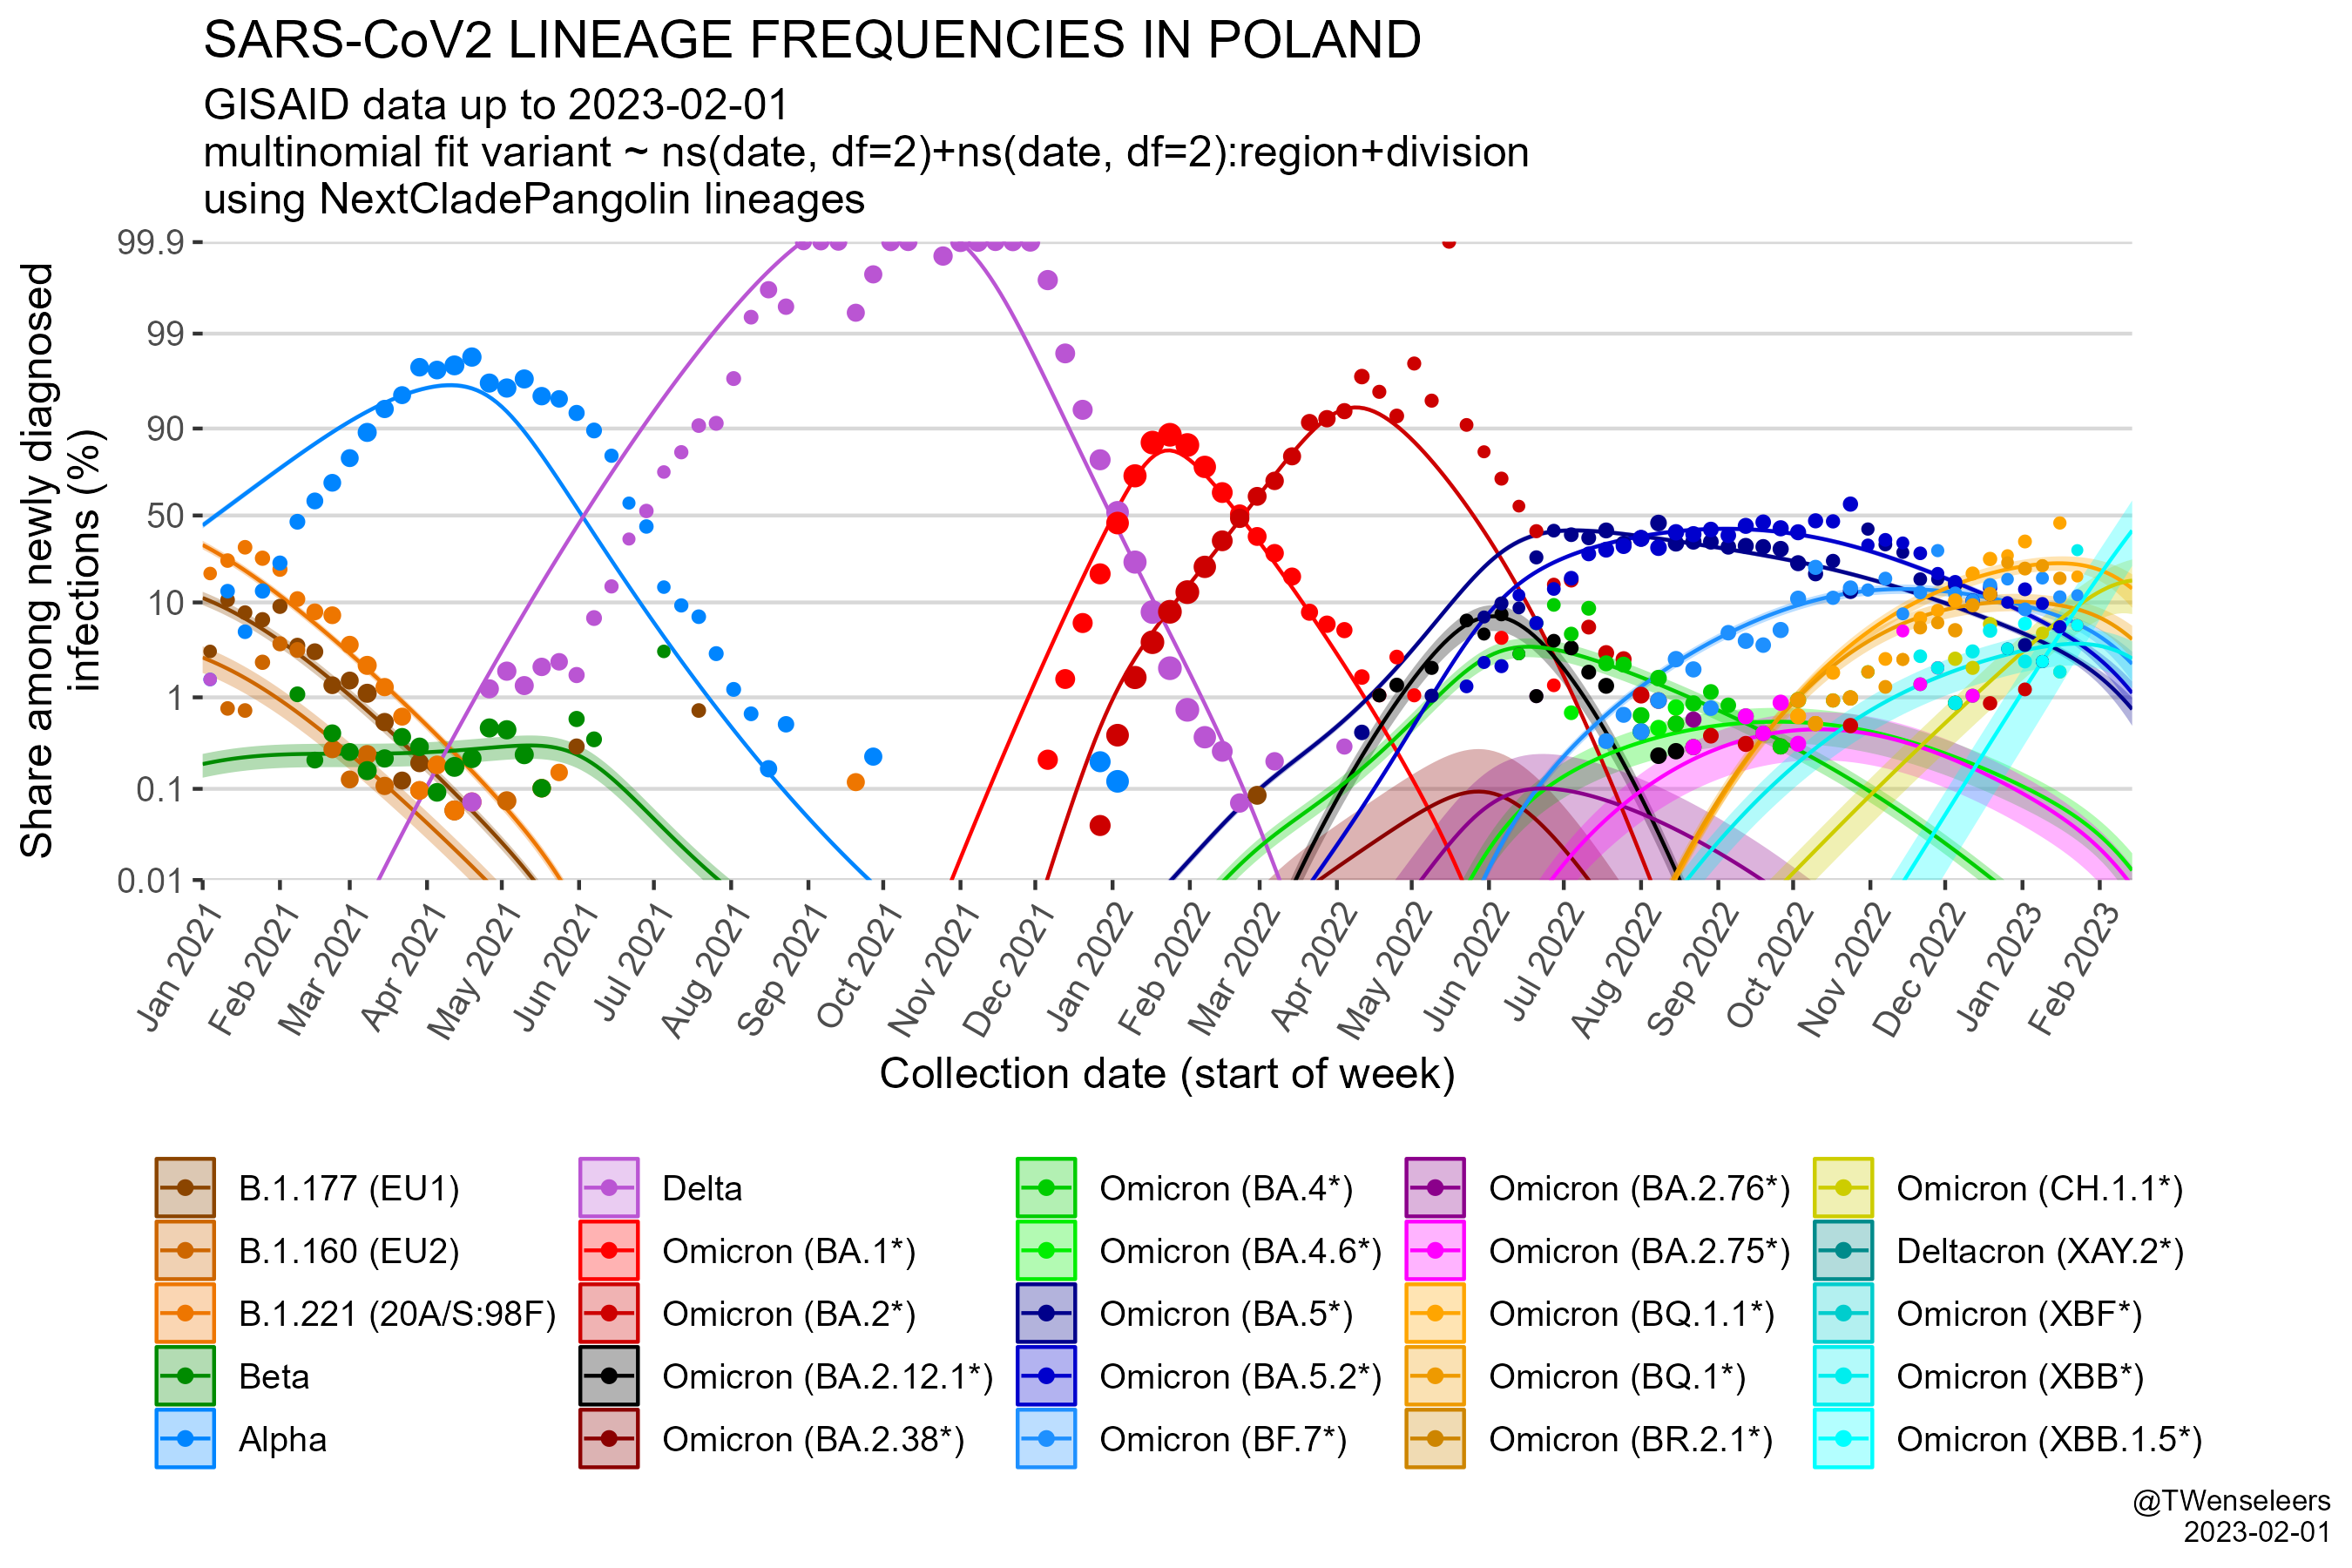 SARS-CoV2 LINEAGE FREQUENCIES IN POLAND
GISAID data up to 2023-02-01
multinomial fit variant ~ ns(date, df=2)+ns(date, df=2):region+division
using NextCladePangolin lineages
Share among newly diagnosed
infections (%)
99.9
99
90
50
10
1
0.1
0.01
Jan 2021
Feb 2021
Mar 2021
Apr 2021
May 2021
Jun 2021
Jul 2021
Aug 2021
Sep 2021
Oct 2021
Nov 2021
Dec 2021
Jan 2022
Feb 2022
Mar 2022
Apr 2022
May 2022
Jun 2022
Jul 2022
Aug 2022
Sep 2022
Oct 2022
Nov 2022
Dec 2022
Jan 2023
Feb 2023
Collection date (start of week)
B.1.177 (EU1)
B.1.160 (EU2)
B.1.221 (20A/S:98F)
Beta
Alpha
Delta
Omicron (BA.1*)
Omicron (BA.2*)
Omicron (BA.2.12.1*)
Omicron (BA.2.38*)
Omicron (BA.4*)
Omicron (BA.4.6*)
Omicron (BA.5*)
Omicron (BA.5.2*)
Omicron (BF.7*)
Omicron (BA.2.76*)
Omicron (BA.2.75*)
Omicron (BQ.1.1*)
Omicron (BQ.1*)
Omicron (BR.2.1*)
Omicron (CH.1.1*)
Deltacron (XAY.2*)
Omicron (XBF*)
Omicron (XBB*)
Omicron (XBB.1.5*)
@TWenseleers
2023-02-01